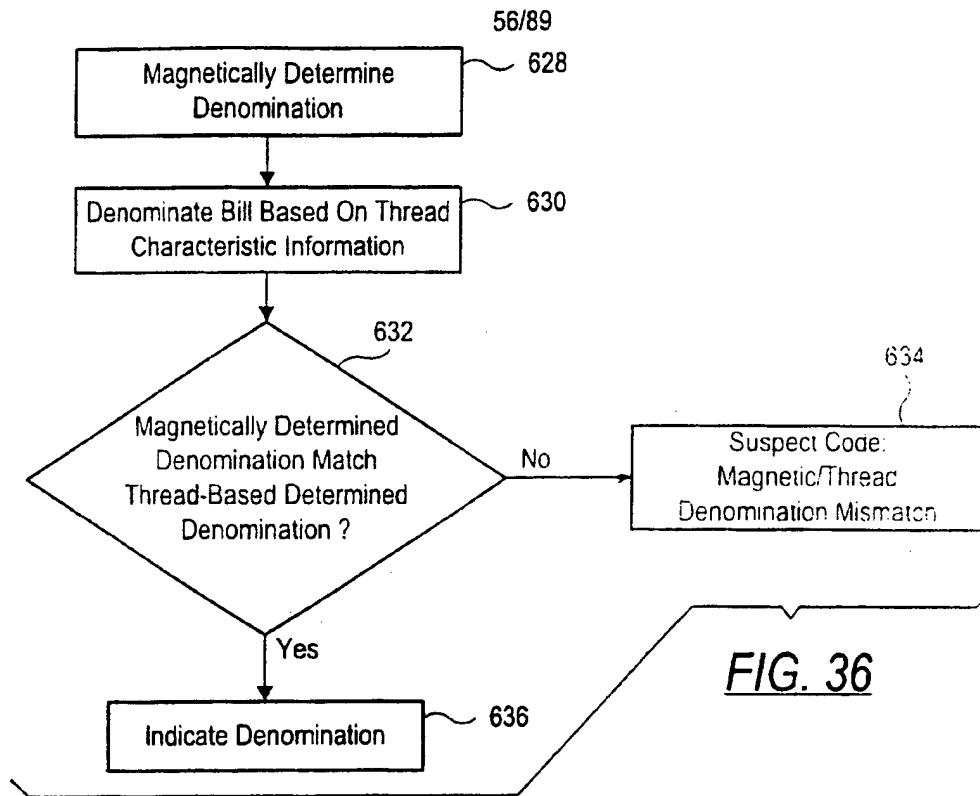 56/89
Magnetically Determine
Denomination
628
Denominate Bill Based On Thread
Characteristic Information
630
632
Magnetically Determined
Denomination Match
Thread-Based Determined
Denomination ?
No
634
Suspect Code:
Magnetic/Thread
Denomination Mismatch
Yes
Indicate Denomination
636
FIG. 36